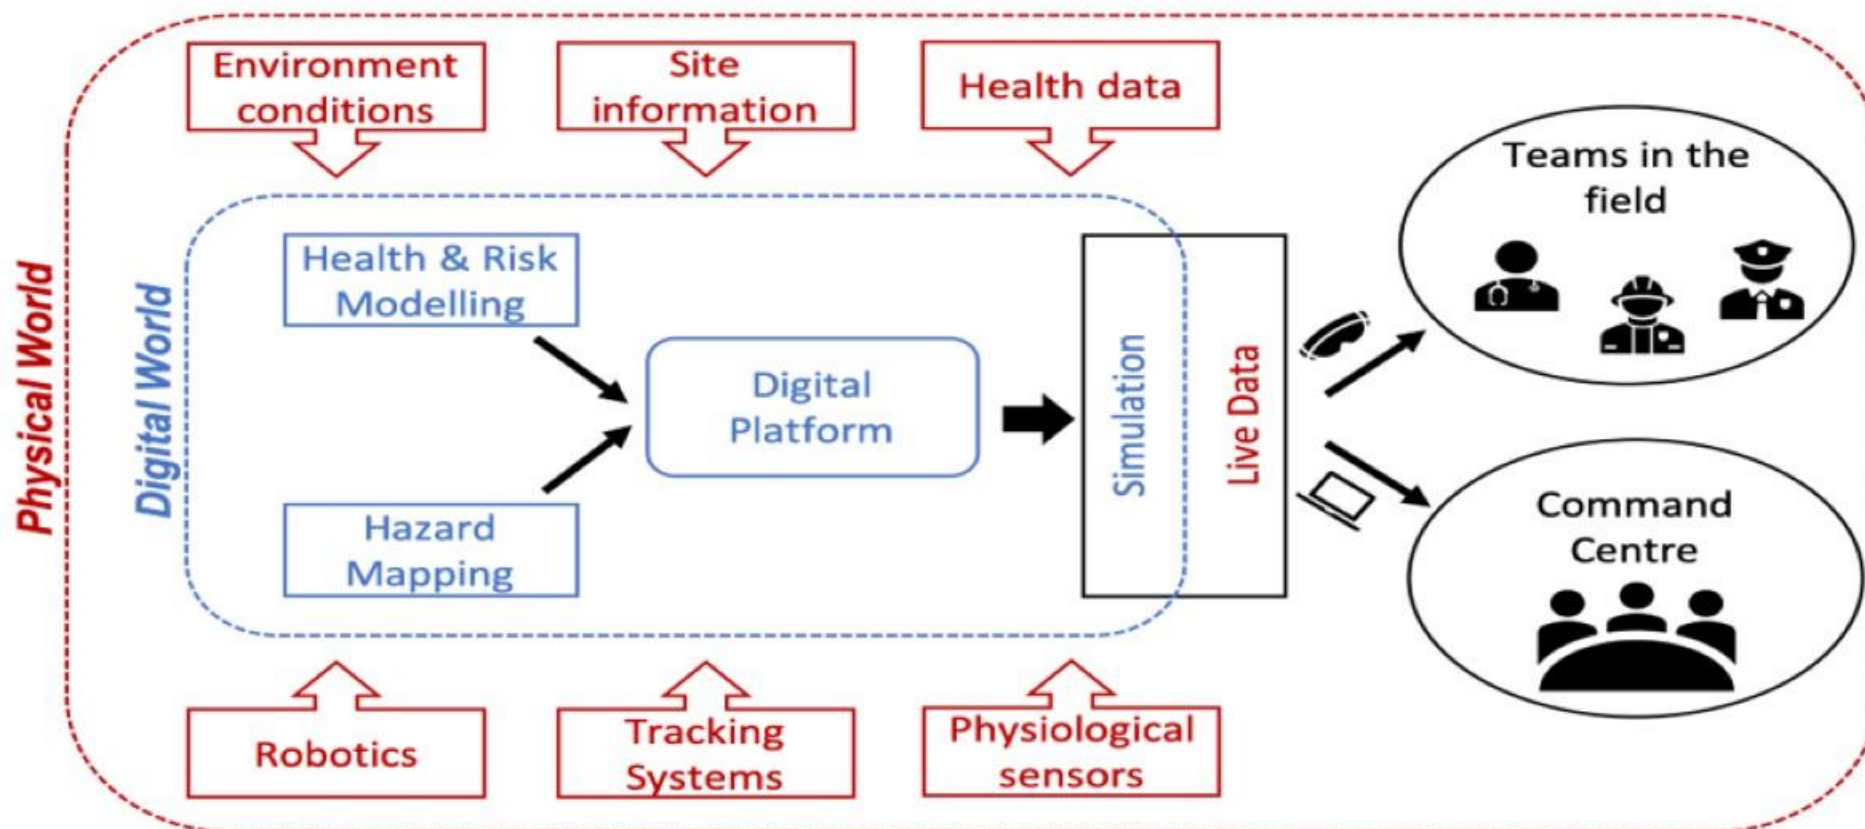 Environment
conditions
Site
information
Health data
Teams in the
field
Physical World
Digital World
Health & Risk
Modelling
Digital
Platform
Simulation
Live Data
Hazard
Mapping
Command
Centre
Robotics
Tracking
Systems
Physiological
sensors